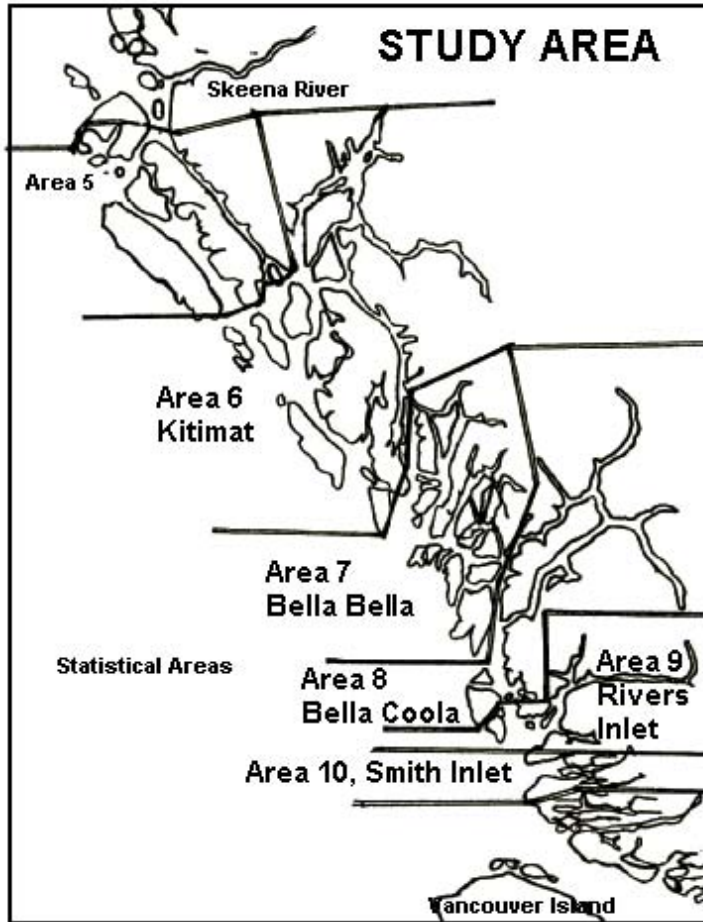 STUDY AREA
Skeena River
Area 5
Area 6
Kitimat
Area 7
Bella Bella
Statistical Areas
Area 8
Bella Coola
Area 9
Rivers
Inlet
Area 10, Smith Inlet
Vancouver Island